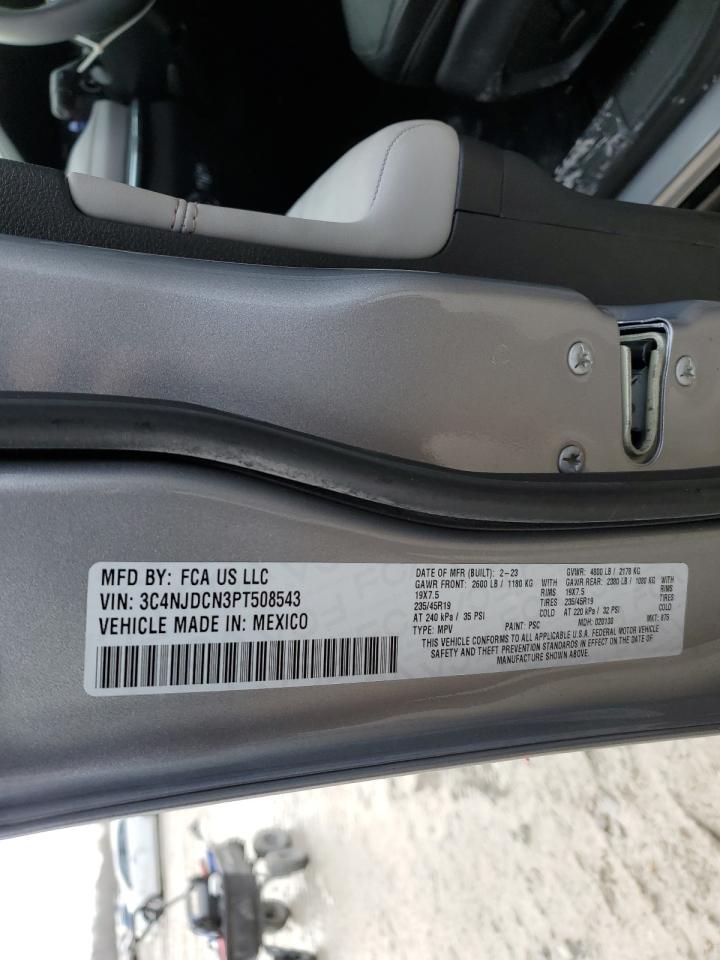 MFD BY: FCA US LLC
VIN: 3C4NJDCN3PT508543
VEHICLE MADE IN: MEXICO
DATE OF MFR (BUILT): 2-23 GVWR: 4800 LB / 2178 KG
GAWR FRONT: 2600 LB / 1180 KG WITH GAWR REAR: 2380 LB / 1080 KG WITH
19X7.5 RIMS 19X7.5 RIMS
235/45R19 TIRES 235/45R19 TIRES
AT 240 kPa / 35 PSI COLD AT 220 kPa / 32 PSI COLD
TYPE: MPV PAINT: PSC MDH: 020100 MKT: 875
THIS VEHICLE CONFORMS TO ALL APPLICABLE U.S.A. FEDERAL MOTOR VEHICLE
SAFETY AND THEFT PREVENTION STANDARDS IN EFFECT ON THE DATE OF
MANUFACTURE SHOWN ABOVE.